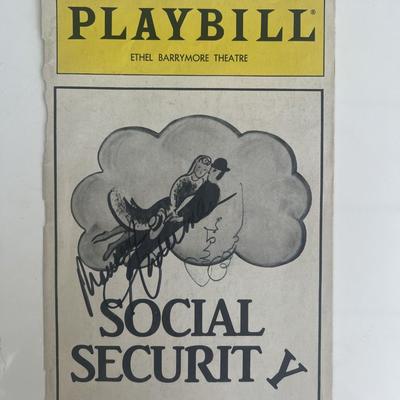 PLAYBILL®
ETHEL BARRYMORE THEATRE
SOCIAL
SECURITY